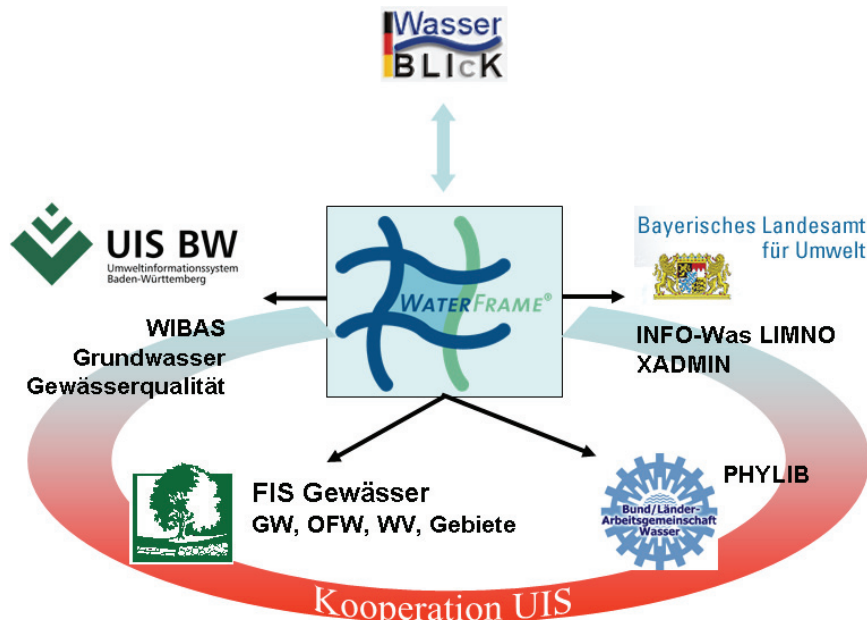 Wasser
BLIcK
UIS BW
Umweltinformationssystem
Baden-Württemberg
WATERFRAME®
Bayerisches Landesamt
für Umwelt
WIBAS
Grundwasser
Gewässerqualität
INFO-Was LIMNO
XADMIN
FIS Gewässer
GW, OFW, WV, Gebiete
Bund/Länder-
Arbeitsgemeinschaft
Wasser
PHYLIB
Kooperation UIS